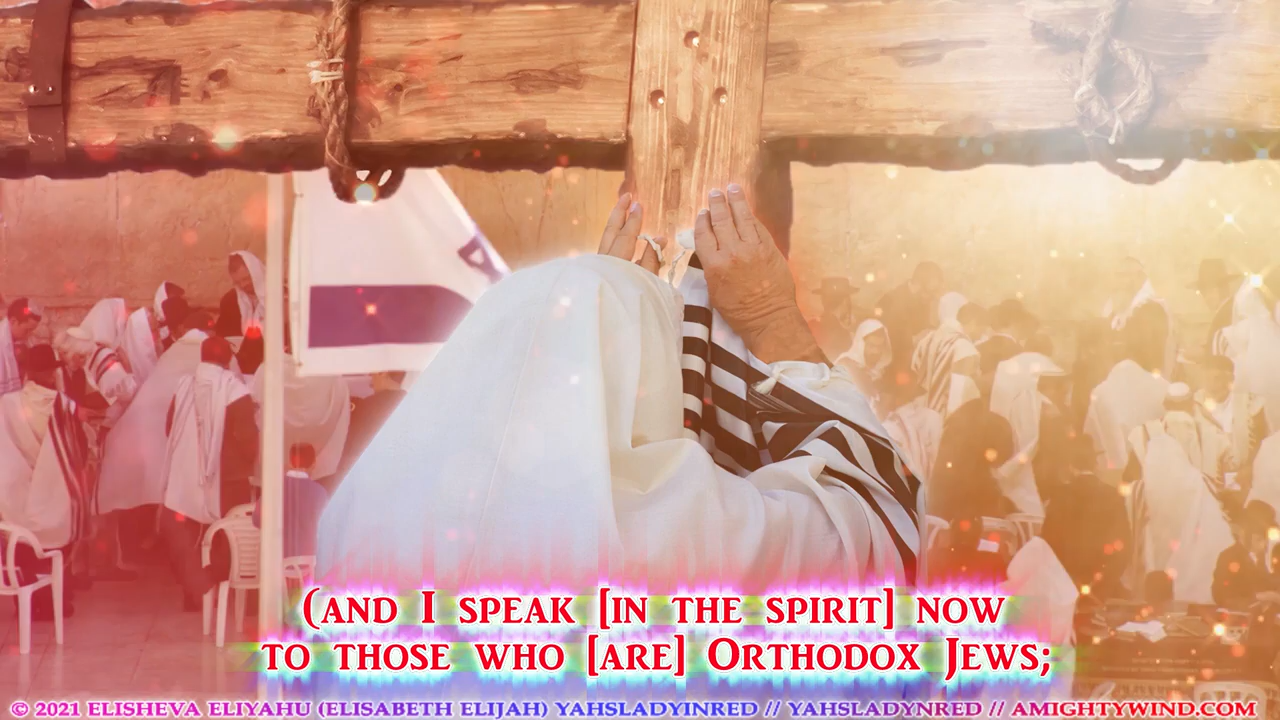 (AND I SPEAK [IN THE SPIRIT] NOW
TO THOSE WHO [ARE] ORTHODOX JEWS;
© 2021 ELISHEVA ELIYAHU (ELISABETH ELIJAH) YAHSLADYINRED // YAHSLADYNRED // AMIGHTYWIND.COM